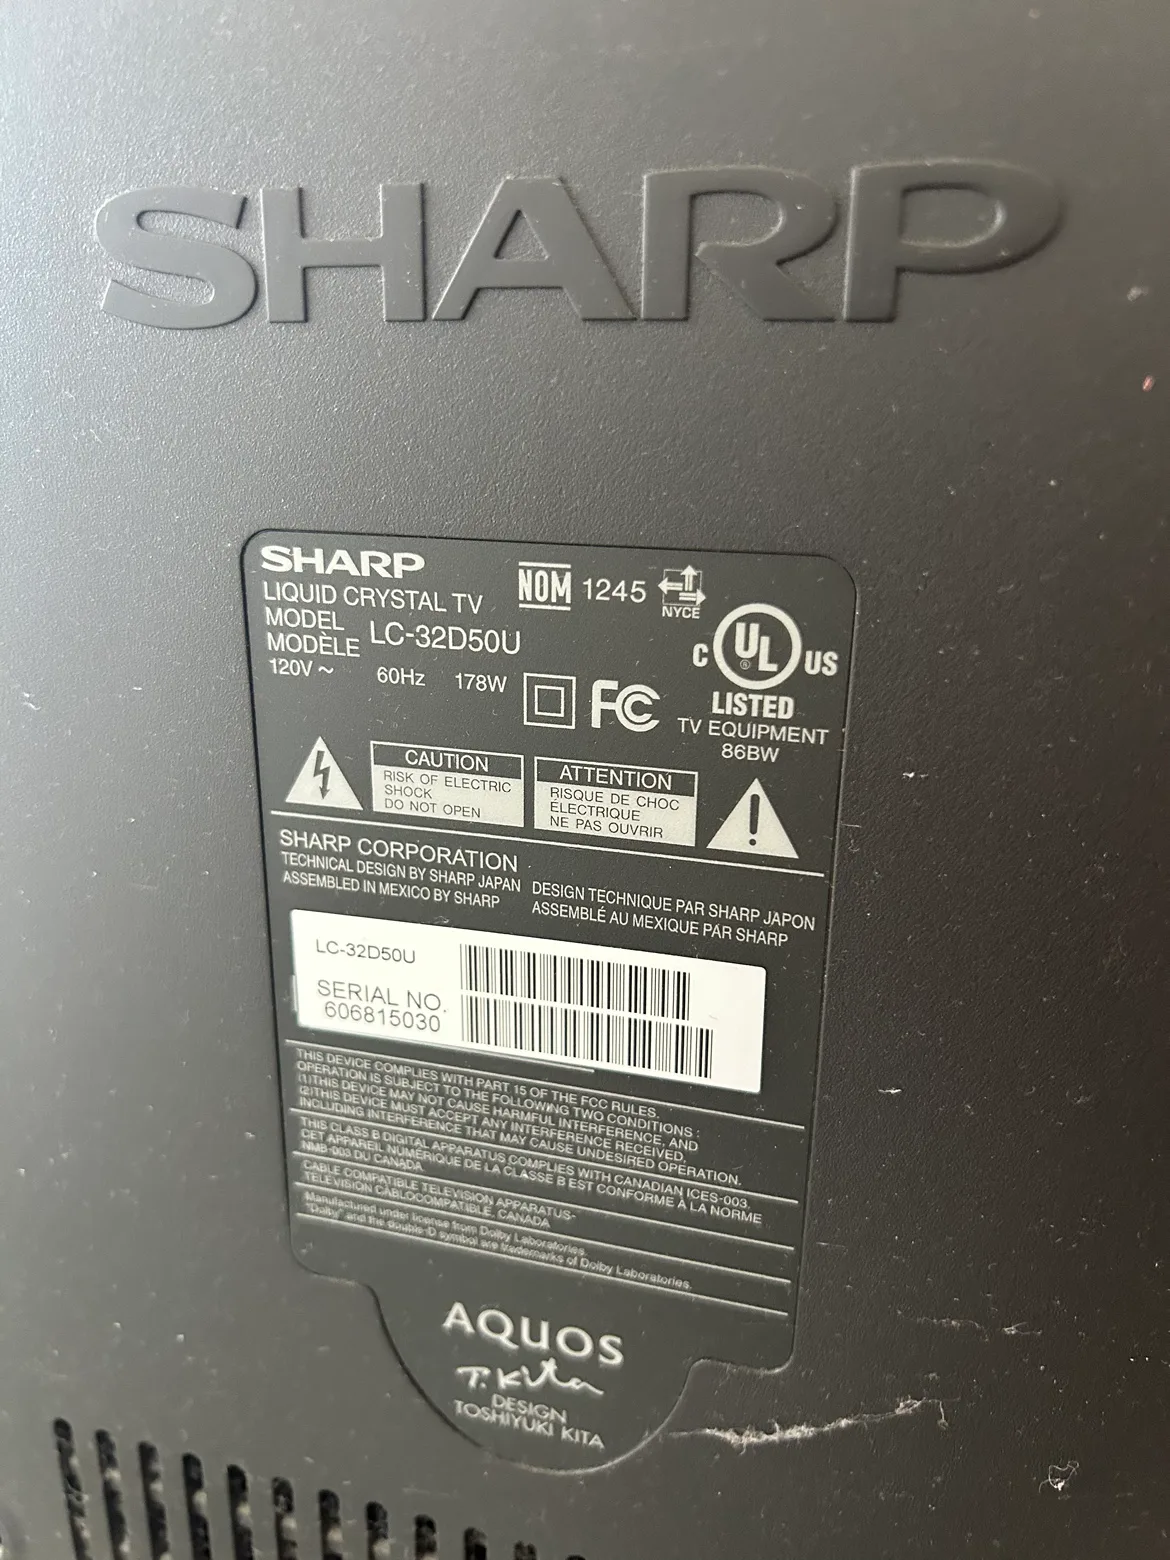 SHARP
SHARP
LIQUID CRYSTAL TV
MODEL
MODÈLE
LC-32D50U
120V ~ 60Hz 178W
NOM 1245
NYCE
C UL US
®
LISTED
TV EQUIPMENT
86BW
FC
CAUTION
RISK OF ELECTRIC
SHOCK
DO NOT OPEN
ATTENTION
RISQUE DE CHOC
ÉLECTRIQUE
NE PAS OUVRIR
SHARP CORPORATION
TECHNICAL DESIGN BY SHARP JAPAN
ASSEMBLED IN MEXICO BY SHARP
DESIGN TECHNIQUE PAR SHARP JAPON
ASSEMBLÉ AU MEXIQUE PAR SHARP
LC-32D50U
SERIAL NO.
606815030
THIS DEVICE COMPLIES WITH PART 15 OF THE FCC RULES.
OPERATION IS SUBJECT TO THE FOLLOWING TWO CONDITIONS :
(1)THIS DEVICE MAY NOT CAUSE HARMFUL INTERFERENCE, AND
(2)THIS DEVICE MUST ACCEPT ANY INTERFERENCE RECEIVED,
INCLUDING INTERFERENCE THAT MAY CAUSE UNDESIRED OPERATION.
THIS CLASS B DIGITAL APPARATUS COMPLIES WITH CANADIAN ICES-003.
CET APPAREIL NUMÉRIQUE DE LA CLASSE B EST CONFORME À LA NORME
NMB-003 DU CANADA
CABLE COMPATIBLE TELEVISION APPARATUS-
TÉLÉVISION CÂBLOCOMPATIBLE, CANADA
Manufactured under license from Dolby Laboratories.
"Dolby" and the double-D symbol are trademarks of Dolby Laboratories.
AQUOS
T. Kita
DESIGN
TOSHIYUKI KITA